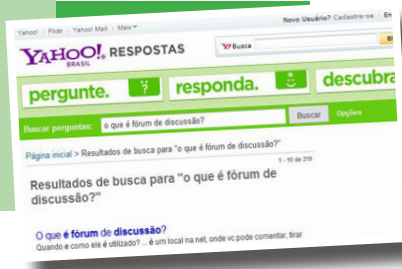 Yahoo! | Flickr | Yahoo! Mail | Mais
Novo Usuário? Cadastre-se | En
YAHOO! RESPOSTAS
BRASIL
Y! Busca
pergunte.
responda.
descubra
Buscar perguntas: o que é fórum de discussão? Buscar Opções
Página inicial > Resultados de busca para "o que é fórum de discussão?"
1 - 10 de 219
Resultados de busca para "o que é fórum de
discussão?"
O que é fórum de discussão?
Quando e como ele é utilizado? ... é um local na net, onde vc pode comentar, tirar